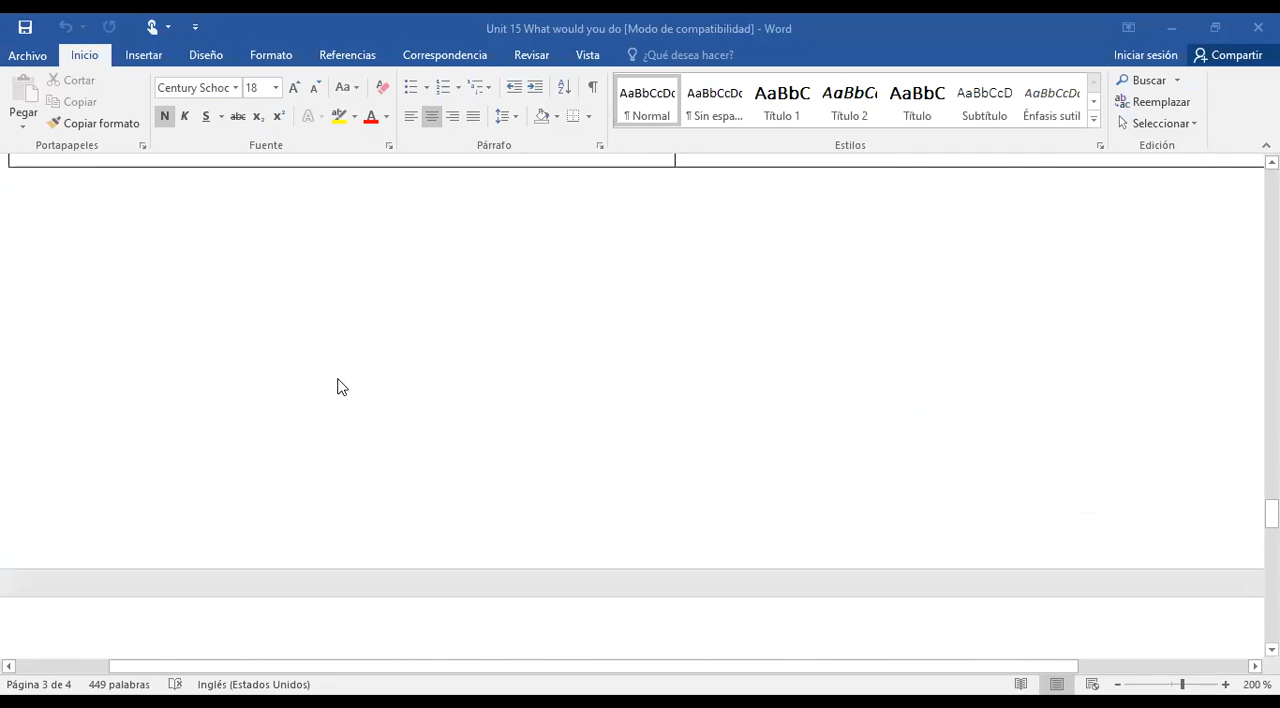 Unit 15 What would you do [Modo de compatibilidad] - Word
Archivo Inicio Insertar Diseño Formato Referencias Correspondencia Revisar Vista ¿Qué desea hacer? Iniciar sesión Compartir
Pegar Cortar Copiar Copiar formato
Portapapeles
Century Schoc 18 Aa
N K S abc x₂ x² A A
Fuente
Párrafo
AaBbCcDc AaBbCcDc AaBbC AaBbC AaBbC AaBbCcD AaBbCcDc
¶ Normal ¶ Sin espa... Título 1 Título 2 Título Subtítulo Énfasis sutil
Estilos
Buscar
Reemplazar
Seleccionar
Edición
Página 3 de 4 449 palabras Inglés (Estados Unidos) 200 %